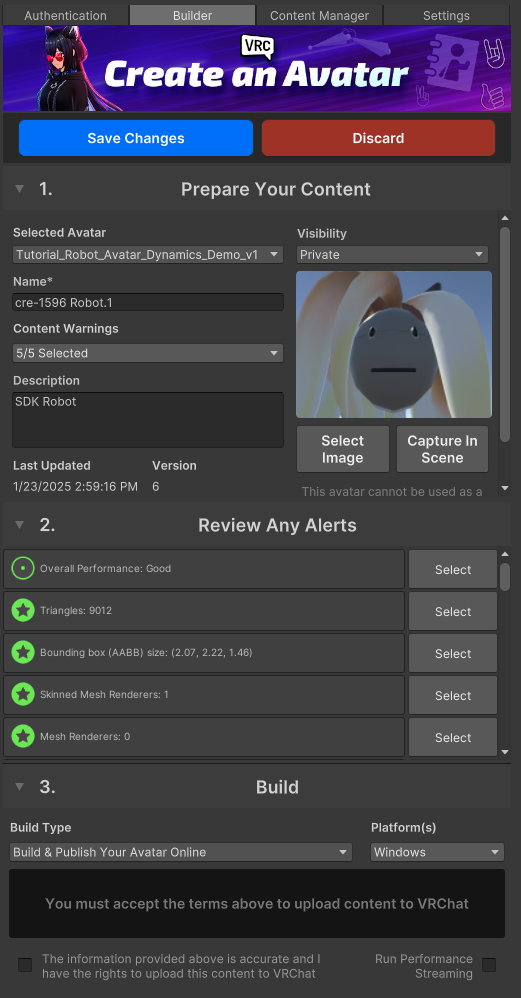 Authentication
Builder
Content Manager
Settings
VRC
Create an Avatar
Save Changes
Discard
1.
Prepare Your Content
Selected Avatar
Tutorial_Robot_Avatar_Dynamics_Demo_v1
Visibility
Private
Name*
cre-1596 Robot.1
Content Warnings
5/5 Selected
Description
SDK Robot
Select
Image
Capture In
Scene
Last Updated
Version
1/23/2025 2:59:16 PM
6
This avatar cannot be used as a
2.
Review Any Alerts
Overall Performance: Good
Select
Triangles: 9012
Select
Bounding box (AABB) size: (2.07, 2.22, 1.46)
Select
Skinned Mesh Renderers: 1
Select
Mesh Renderers: 0
Select
3.
Build
Build Type
Platform(s)
Build & Publish Your Avatar Online
Windows
You must accept the terms above to upload content to VRChat
The information provided above is accurate and I
have the rights to upload this content to VRChat
Run Performance
Streaming